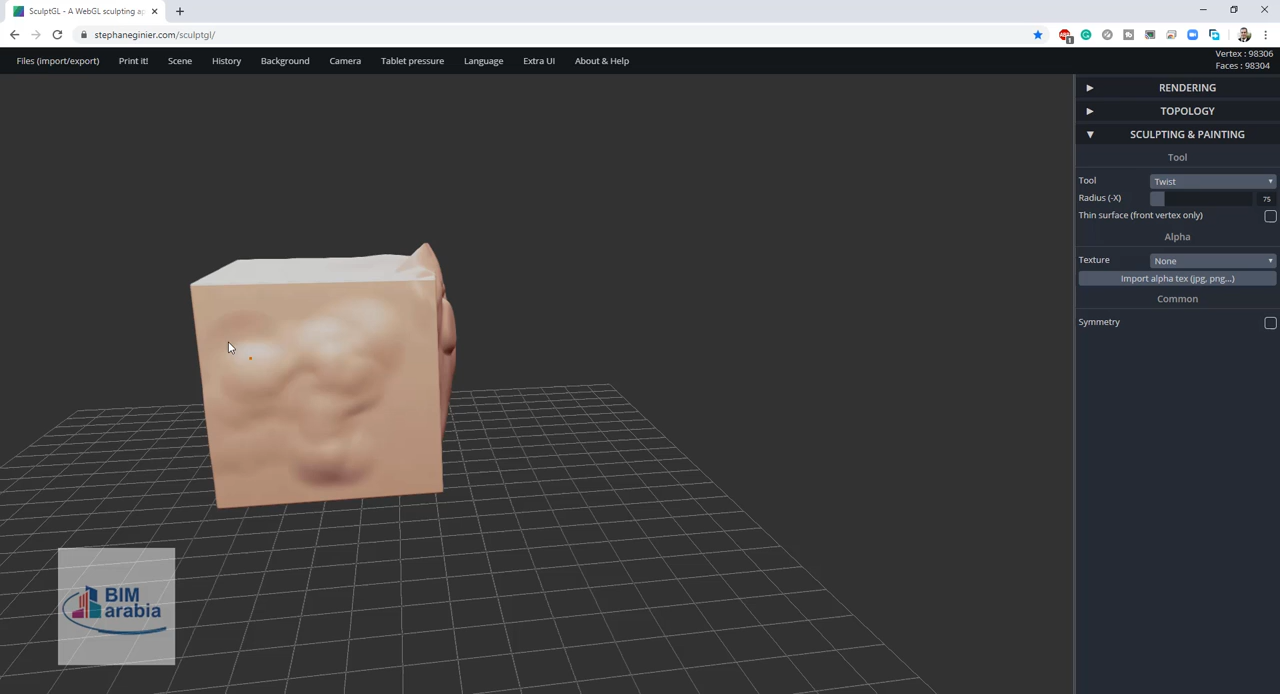 SculptGL - A WebGL sculpting ap
stephaneginier.com/sculptgl/
Files (import/export) Print it! Scene History Background Camera Tablet pressure Language Extra UI About & Help
Vertex : 98306
Faces : 98304
RENDERING
TOPOLOGY
SCULPTING & PAINTING
Tool
Tool Twist
Radius (-X) 75
Thin surface (front vertex only)
Alpha
Texture None
Import alpha tex (jpg, png...)
Common
Symmetry
BIM
arabia